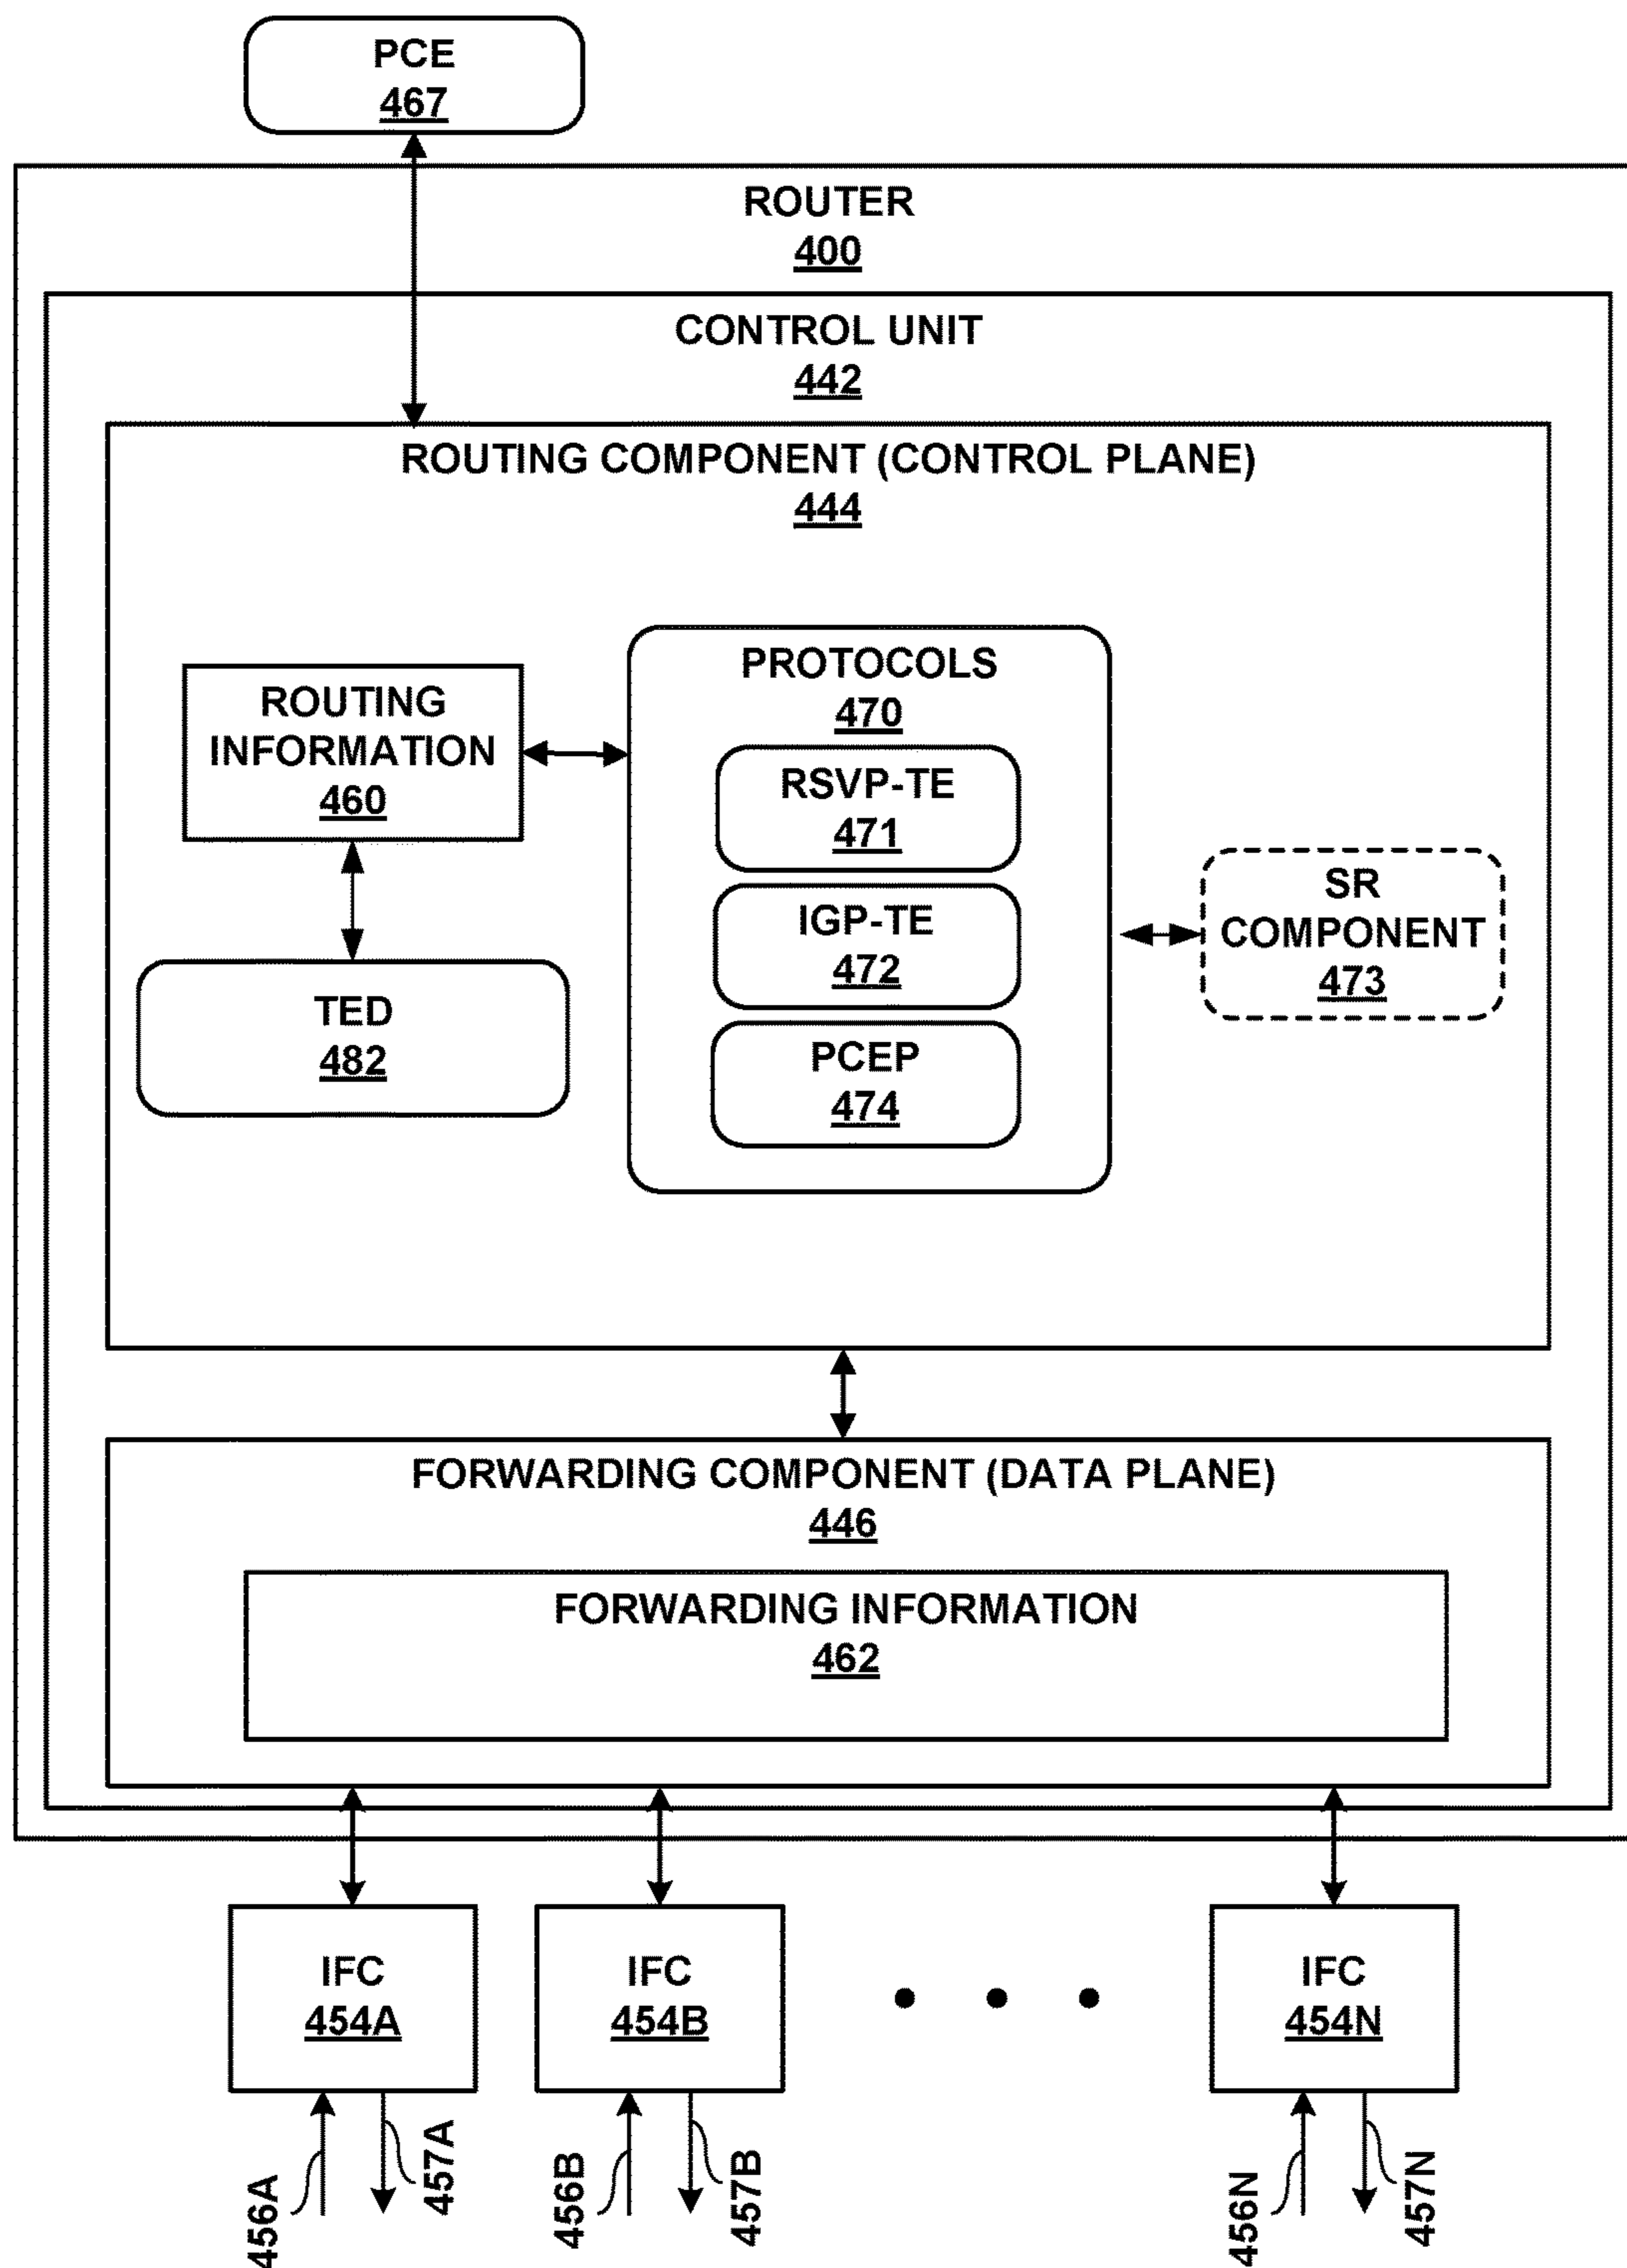 PCE
467
ROUTER
400
CONTROL UNIT
442
ROUTING COMPONENT (CONTROL PLANE)
444
ROUTING
INFORMATION
460
TED
482
PROTOCOLS
470
RSVP-TE
471
IGP-TE
472
PCEP
474
SR
COMPONENT
473
FORWARDING COMPONENT (DATA PLANE)
446
FORWARDING INFORMATION
462
IFC
454A
IFC
454B
IFC
454N
456A
457A
456B
457B
456N
457N